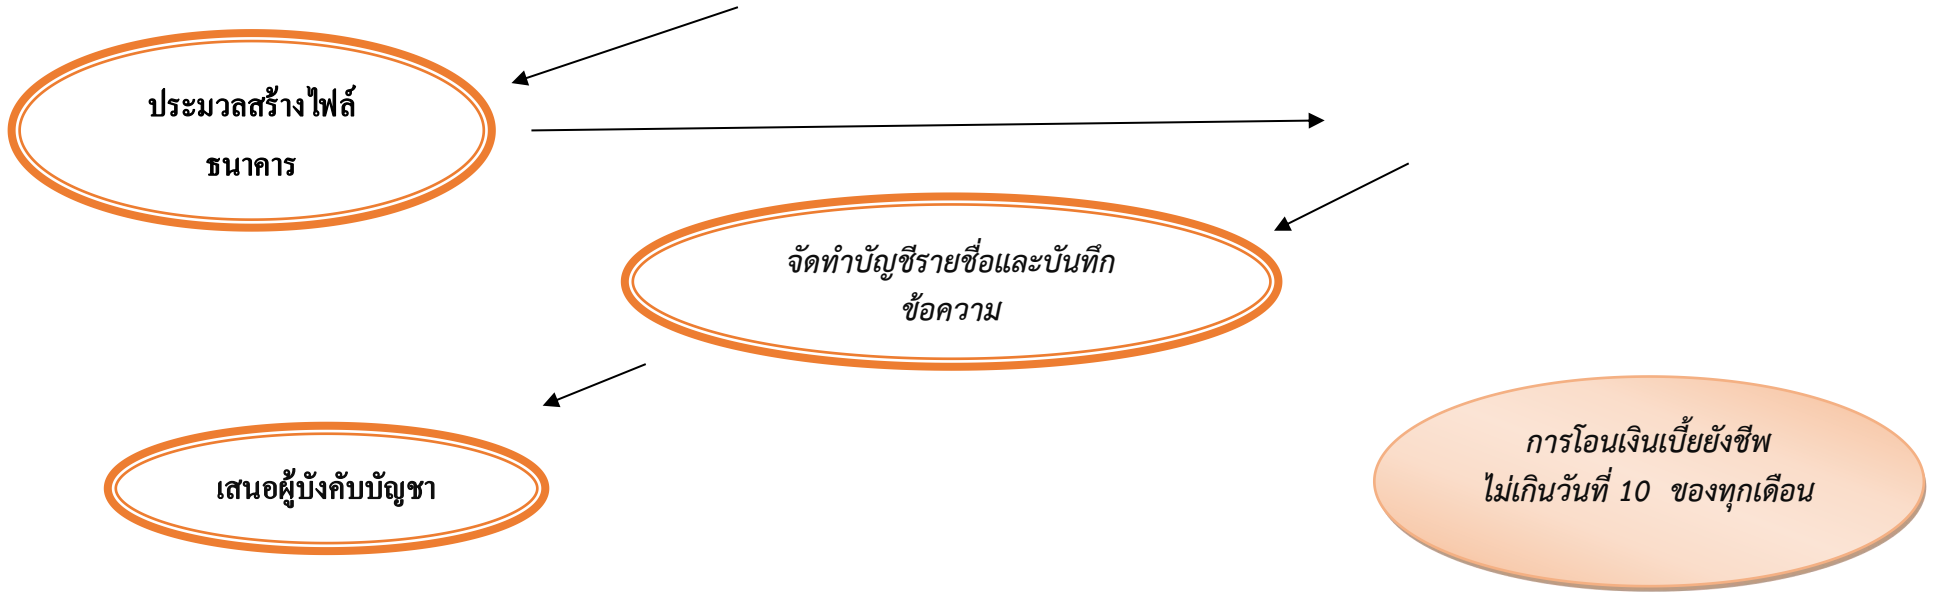 ประมวลสร้างไฟล์
ธนาคาร
จัดทำบัญชีรายชื่อและบันทึก
ข้อความ
เสนอผู้บังคับบัญชา
การโอนเงินเบี้ยยังชีพ
ไม่เกินวันที่ 10 ของทุกเดือน